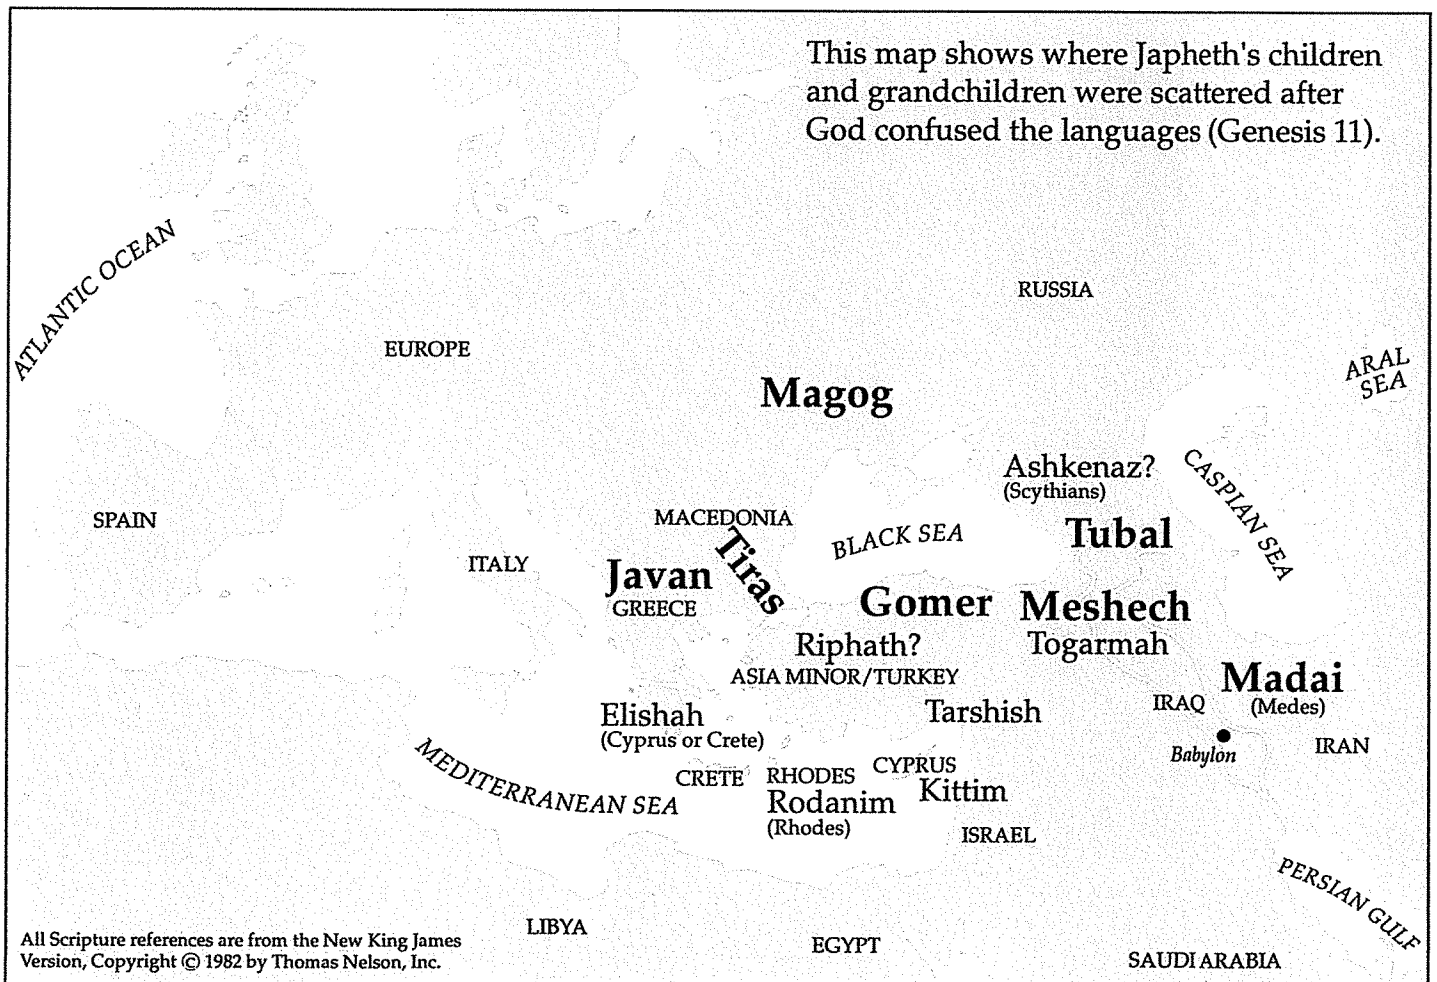 This map shows where Japheth's children
and grandchildren were scattered after
God confused the languages (Genesis 11).
ATLANTIC OCEAN
RUSSIA
EUROPE
ARAL
SEA
Magog
Ashkenaz?
(Scythians)
CASPIAN SEA
SPAIN
MACEDONIA
BLACK SEA
Tubal
ITALY
Javan
GREECE
Tiras
Gomer
Meshech
Riphath?
Togarmah
ASIA MINOR/TURKEY
Madai
(Medes)
IRAQ
Elishah
(Cyprus or Crete)
Tarshish
Babylon
IRAN
MEDITERRANEAN SEA
CRETE
RHODES
CYPRUS
Rodanim
(Rhodes)
Kittim
ISRAEL
PERSIAN GULF
LIBYA
EGYPT
SAUDI ARABIA
All Scripture references are from the New King James
Version, Copyright © 1982 by Thomas Nelson, Inc.